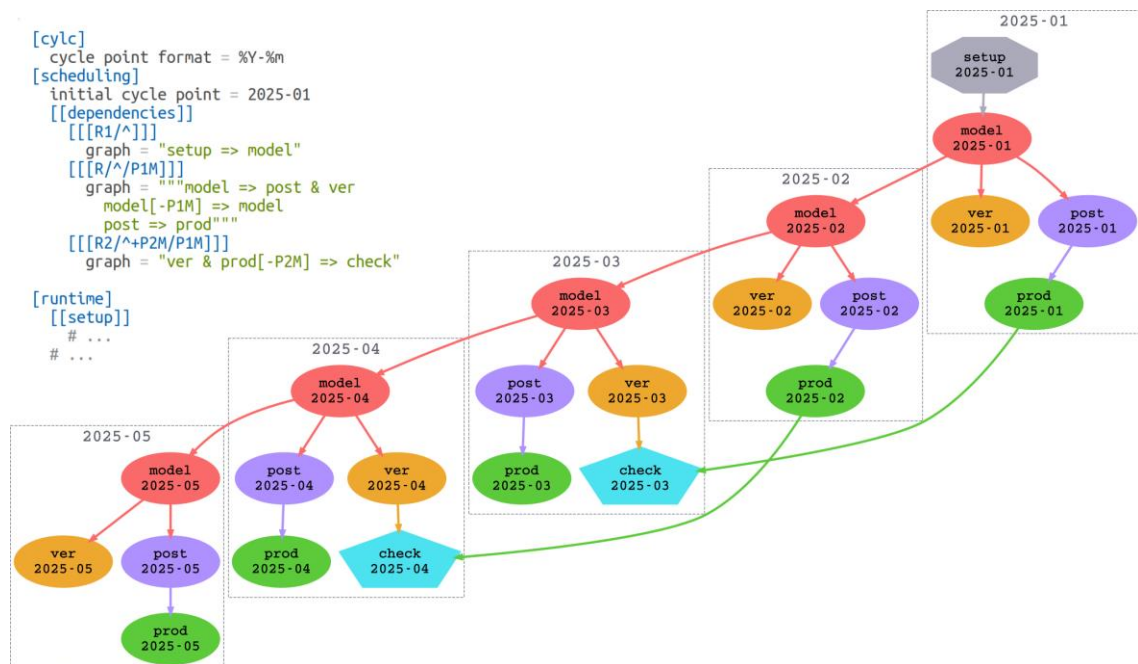 [cylc]
cycle point format = %Y-%m
[scheduling]
initial cycle point = 2025-01
[[dependencies]]
[[[R1/^]]]
graph = "setup => model"
[[[R/^/P1M]]]
graph = """model => post & ver
model[-P1M] => model
post => prod"""
[[[R2/^+P2M/P1M]]]
graph = "ver & prod[-P2M] => check"
[runtime]
[[setup]]
# ...
# ...
2025-01
setup
2025-01
model
2025-01
ver
2025-01
post
2025-01
prod
2025-01
2025-02
model
2025-02
ver
2025-02
post
2025-02
prod
2025-02
2025-03
model
2025-03
post
2025-03
ver
2025-03
prod
2025-03
check
2025-03
2025-04
model
2025-04
post
2025-04
ver
2025-04
prod
2025-04
check
2025-04
2025-05
model
2025-05
ver
2025-05
post
2025-05
prod
2025-05